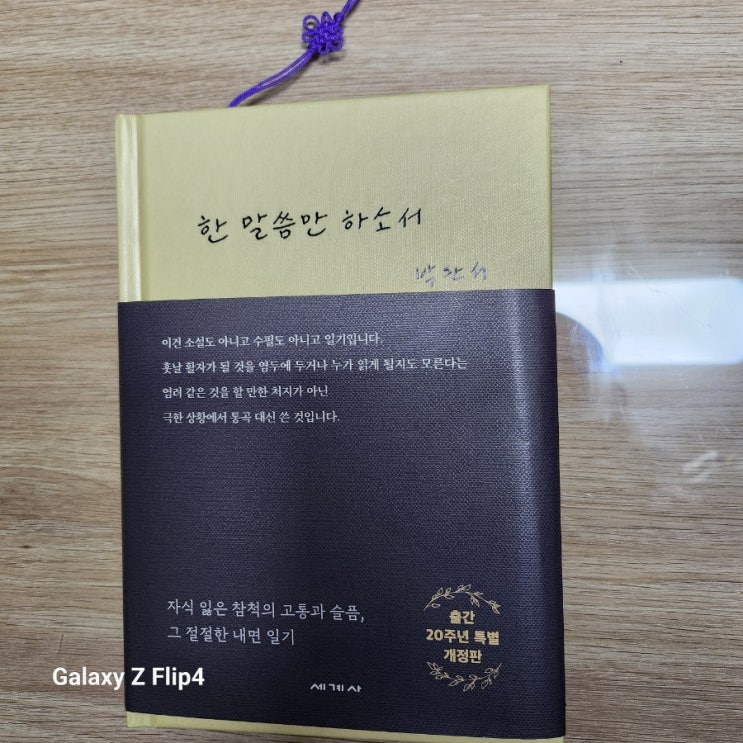 한 말씀만 하소서
박완서
이건 소설도 아니고 수필도 아니고 일기입니다.
훗날 활자가 될 것을 염두에 두거나 누가 읽게 될지도 모른다는
염려 같은 것을 할 만한 처지가 아닌
극한 상황에서 통곡 대신 쓴 것입니다.
자식 잃은 참척의 고통과 슬픔,
그 절절한 내면 일기
출간
20주년 특별
개정판
세계사
Galaxy Z Flip4